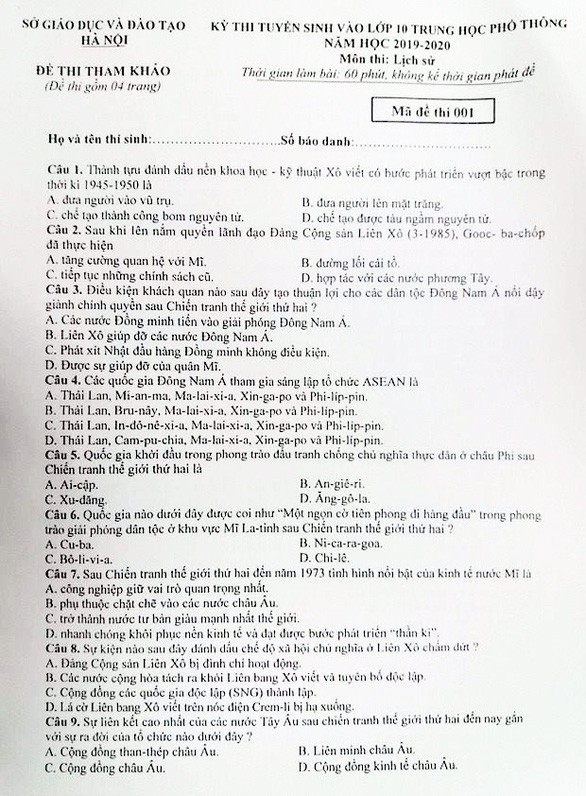 SỞ GIÁO DỤC VÀ ĐÀO TẠO
HÀ NỘI
ĐỀ THI THAM KHẢO
(Đề thi gồm 04 trang)
KỲ THI TUYỂN SINH VÀO LỚP 10 TRUNG HỌC PHỔ THÔNG
NĂM HỌC 2019-2020
Môn thi: Lịch sử
Thời gian làm bài: 60 phút, không kể thời gian phát đề
Mã đề thi 001
Họ và tên thí sinh:..............................Số báo danh:..............................
Câu 1. Thành tựu đánh dấu nền khoa học - kỹ thuật Xô viết có bước phát triển vượt bậc trong
thời kì 1945-1950 là
A. đưa người vào vũ trụ.
B. đưa người lên mặt trăng.
C. chế tạo thành công bom nguyên tử.
D. chế tạo được tàu ngầm nguyên tử.
Câu 2. Sau khi lên nắm quyền lãnh đạo Đảng Cộng sản Liên Xô (3-1985), Gooc- ba-chốp
đã thực hiện
A. tăng cường quan hệ với Mĩ.
B. đường lối cải tổ.
C. tiếp tục những chính sách cũ.
D. hợp tác với các nước phương Tây.
Câu 3. Điều kiện khách quan nào sau đây tạo thuận lợi cho các dân tộc Đông Nam Á nổi dậy
giành chính quyền sau Chiến tranh thế giới thứ hai ?
A. Các nước Đồng minh tiến vào giải phóng Đông Nam Á.
B. Liên Xô giúp đỡ các nước Đông Nam Á.
C. Phát xít Nhật đầu hàng Đồng minh không điều kiện.
D. Được sự giúp đỡ của quân Mĩ.
Câu 4. Các quốc gia Đông Nam Á tham gia sáng lập tổ chức ASEAN là
A. Thái Lan, Mi-an-ma, Ma-lai-xi-a, Xin-ga-po và Phi-lip-pin.
B. Thái Lan, Bru-nây, Ma-lai-xi-a, Xin-ga-po và Phi-lip-pin.
C. Thái Lan, In-đô-nê-xi-a, Ma-lai-xi-a, Xin-ga-po và Phi-lip-pin.
D. Thái Lan, Cam-pu-chia, Ma-lai-xi-a, Xin-ga-po và Phi-lip-pin.
Câu 5. Quốc gia khởi đầu trong phong trào đấu tranh chống chủ nghĩa thực dân ở châu Phi sau
Chiến tranh thế giới thứ hai là
A. Ai-cập.
B. An-giê-ri.
C. Xu-đăng.
D. Ăng-gô-la.
Câu 6. Quốc gia nào dưới đây được coi như “Một ngọn cờ tiên phong đi hàng đầu” trong phong
trào giải phóng dân tộc ở khu vực Mĩ La-tinh sau Chiến tranh thế giới thứ hai ?
A. Cu-ba.
B. Ni-ca-ra-goa.
C. Bô-li-vi-a.
D. Chi-lê.
Câu 7. Sau Chiến tranh thế giới thứ hai đến năm 1973 tình hình nổi bật của kinh tế nước Mĩ là
A. công nghiệp giữ vai trò quan trọng nhất.
B. phụ thuộc chặt chẽ vào các nước châu Âu.
C. trở thành nước tư bản giàu mạnh nhất thế giới.
D. nhanh chóng khôi phục nền kinh tế và đạt được bước phát triển “thần kì”.
Câu 8. Sự kiện nào sau đây đánh dấu chế độ xã hội chủ nghĩa ở Liên Xô chấm dứt ?
A. Đảng Cộng sản Liên Xô bị đình chỉ hoạt động.
B. Các nước cộng hòa tách ra khỏi Liên bang Xô viết và tuyên bố độc lập.
C. Cộng đồng các quốc gia độc lập (SNG) thành lập.
D. Lá cờ Liên bang Xô viết trên nóc điện Crem-li bị hạ xuống.
Câu 9. Sự liên kết cao nhất của các nước Tây Âu sau chiến tranh thế giới thứ hai đến nay gắn
với sự ra đời của tổ chức nào dưới đây ?
A. Cộng đồng than-thép châu Âu.
B. Liên minh châu Âu.
C. Cộng đồng châu Âu.
D. Cộng đồng kinh tế châu Âu.